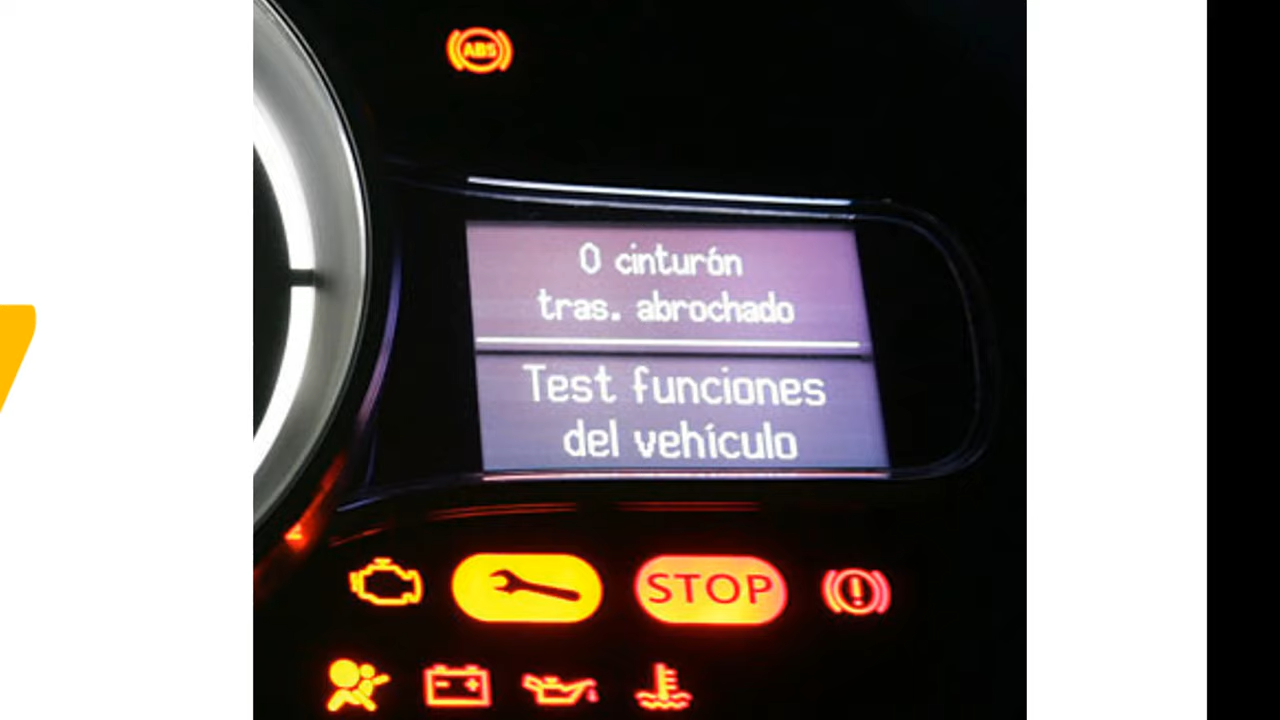 ABS
0 cinturón
tras. abrochado
Test funciones
del vehículo
STOP